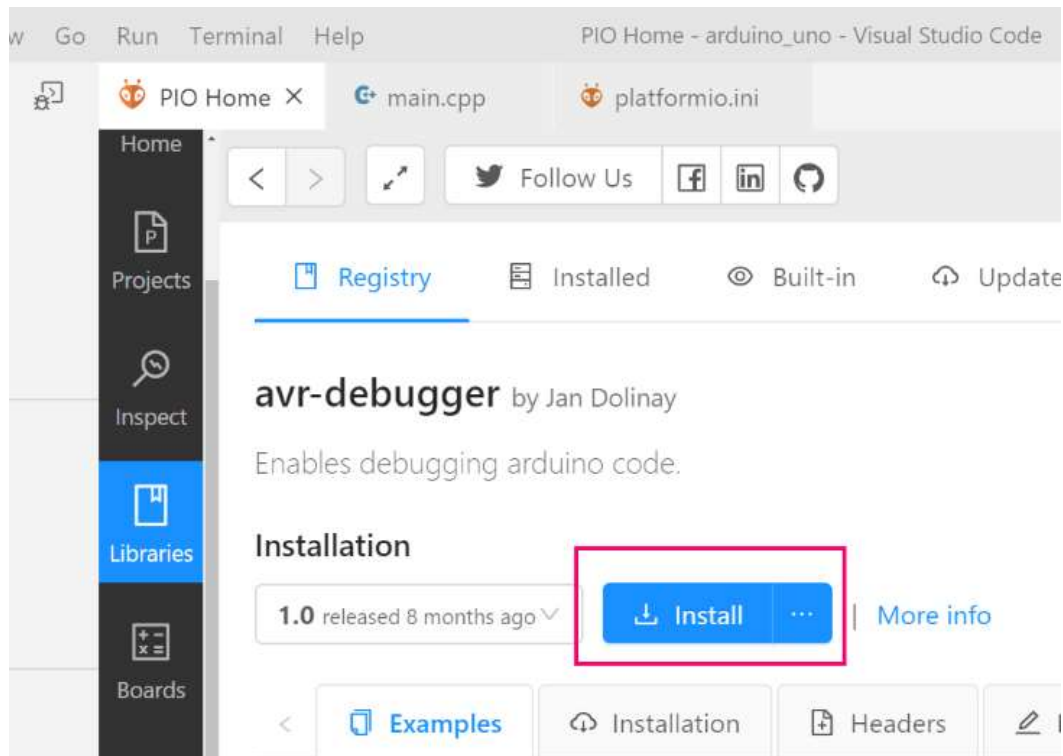 w Go Run Terminal Help PIO Home - arduino_uno - Visual Studio Code
PIO Home main.cpp platformio.ini
Home
Follow Us
Projects
Registry Installed Built-in Update
Inspect
avr-debugger by Jan Dolinay
Enables debugging arduino code.
Libraries
Installation
1.0 released 8 months ago Install ... | More info
Boards
Examples Installation Headers